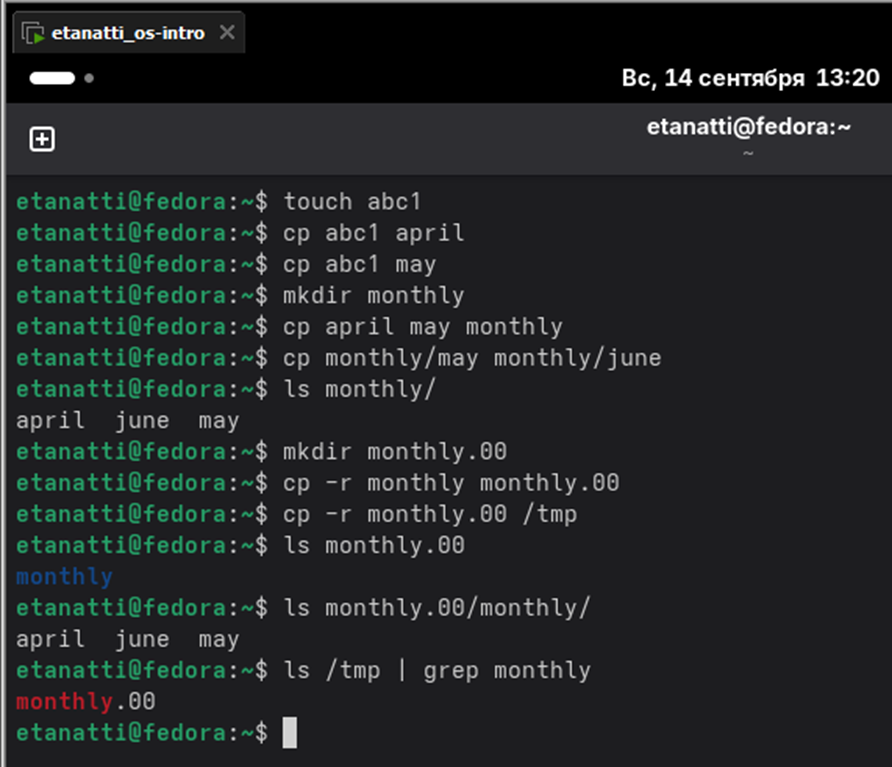 etanatti_os-intro
Вс, 14 сентября 13:20
etanatti@fedora:~
~
etanatti@fedora:~$ touch abc1
etanatti@fedora:~$ cp abc1 april
etanatti@fedora:~$ cp abc1 may
etanatti@fedora:~$ mkdir monthly
etanatti@fedora:~$ cp april may monthly
etanatti@fedora:~$ cp monthly/may monthly/june
etanatti@fedora:~$ ls monthly/
april  june  may
etanatti@fedora:~$ mkdir monthly.00
etanatti@fedora:~$ cp -r monthly monthly.00
etanatti@fedora:~$ cp -r monthly.00 /tmp
etanatti@fedora:~$ ls monthly.00
monthly
etanatti@fedora:~$ ls monthly.00/monthly/
april  june  may
etanatti@fedora:~$ ls /tmp | grep monthly
monthly.00
etanatti@fedora:~$